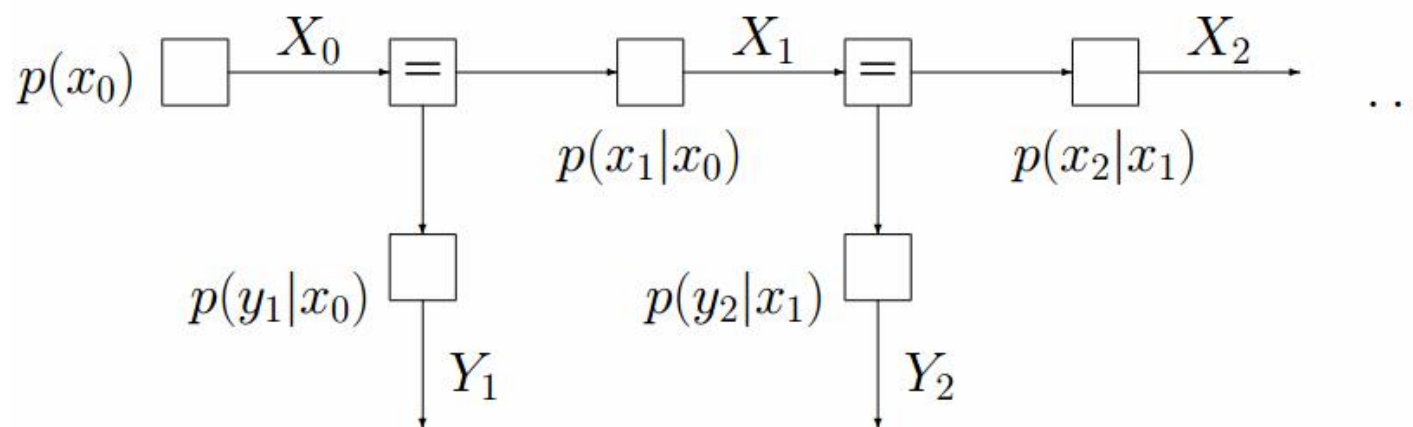 X₀ X₁ X₂
p(x₀) = = . .
p(x₁|x₀) p(x₂|x₁)
p(y₁|x₀) p(y₂|x₁)
Y₁ Y₂